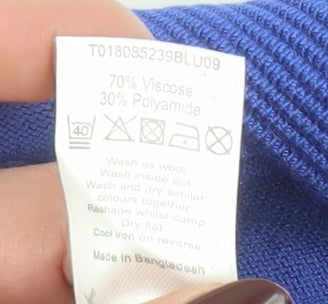 T018085239BLU09
70% Viscose
30% Polyamide
40
Wash as wool
Wash inside out
Wash and dry similar
colours together
Reshape whilst damp
Dry flat
Cool iron on reverse
Made in Bangladesh